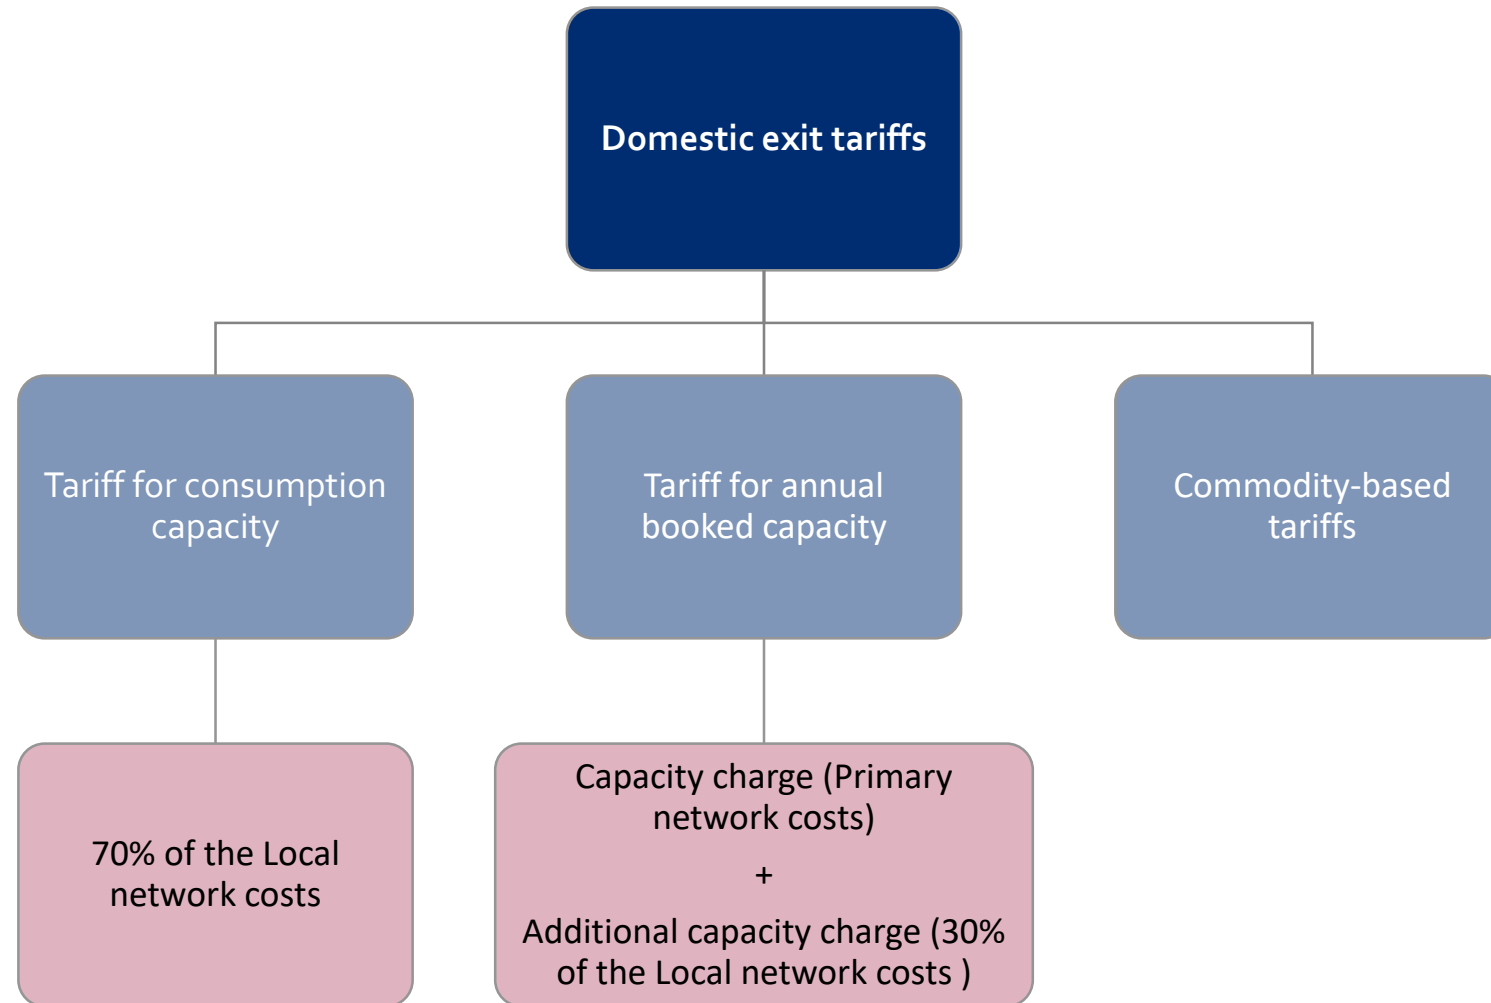 Domestic exit tariffs
Tariff for consumption
capacity
Tariff for annual
booked capacity
Commodity-based
tariffs
70% of the Local
network costs
Capacity charge (Primary
network costs)
+
Additional capacity charge (30%
of the Local network costs )